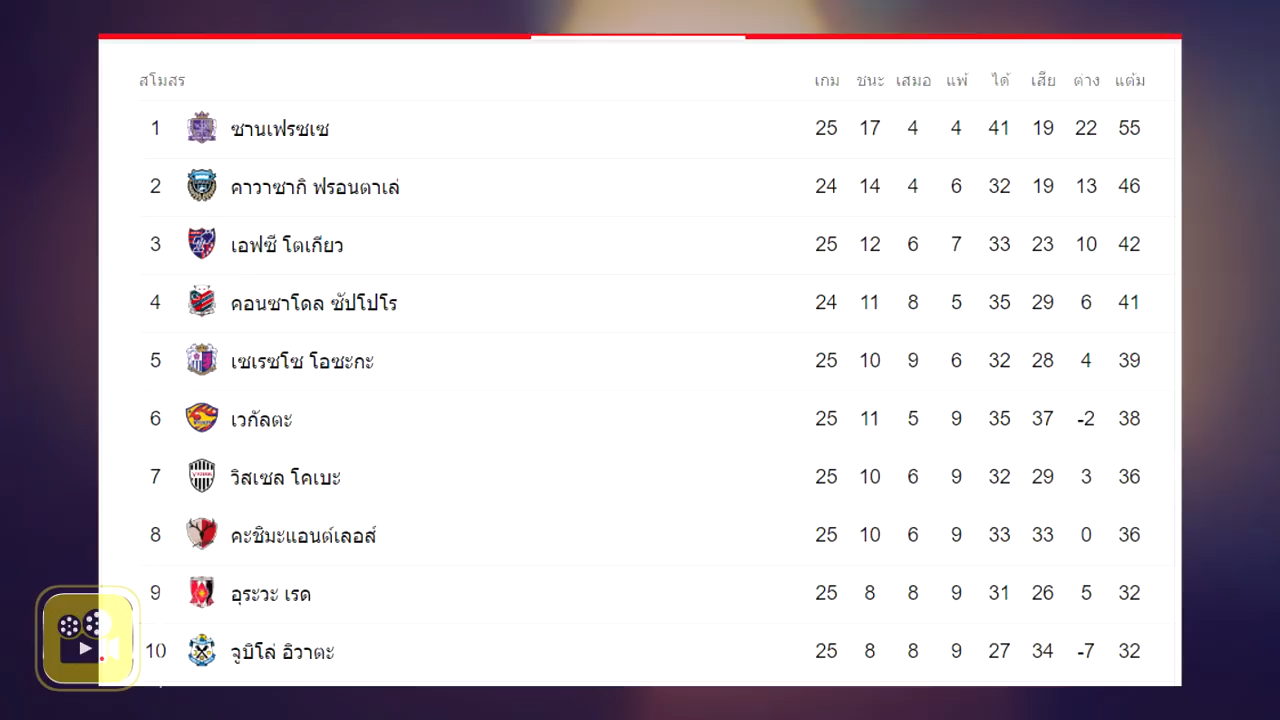 สโมสร เกม ชนะ เสมอ แพ้ ได้ เสีย ต่าง แต้ม
1 ซานเฟรซเซ 25 17 4 4 41 19 22 55
2 คาวาซากิ ฟรอนตาเล่ 24 14 4 6 32 19 13 46
3 เอฟซี โตเกียว 25 12 6 7 33 23 10 42
4 คอนซาโดล ซัปโปโร 24 11 8 5 35 29 6 41
5 เซเรซโซ โอซะกะ 25 10 9 6 32 28 4 39
6 เวกัลตะ 25 11 5 9 35 37 -2 38
7 วิสเซล โคเบะ 25 10 6 9 32 29 3 36
8 คะชิมะแอนต์เลอส์ 25 10 6 9 33 33 0 36
9 อุระวะ เรด 25 8 8 9 31 26 5 32
10 จูบิโล่ อิวาตะ 25 8 8 9 27 34 -7 32